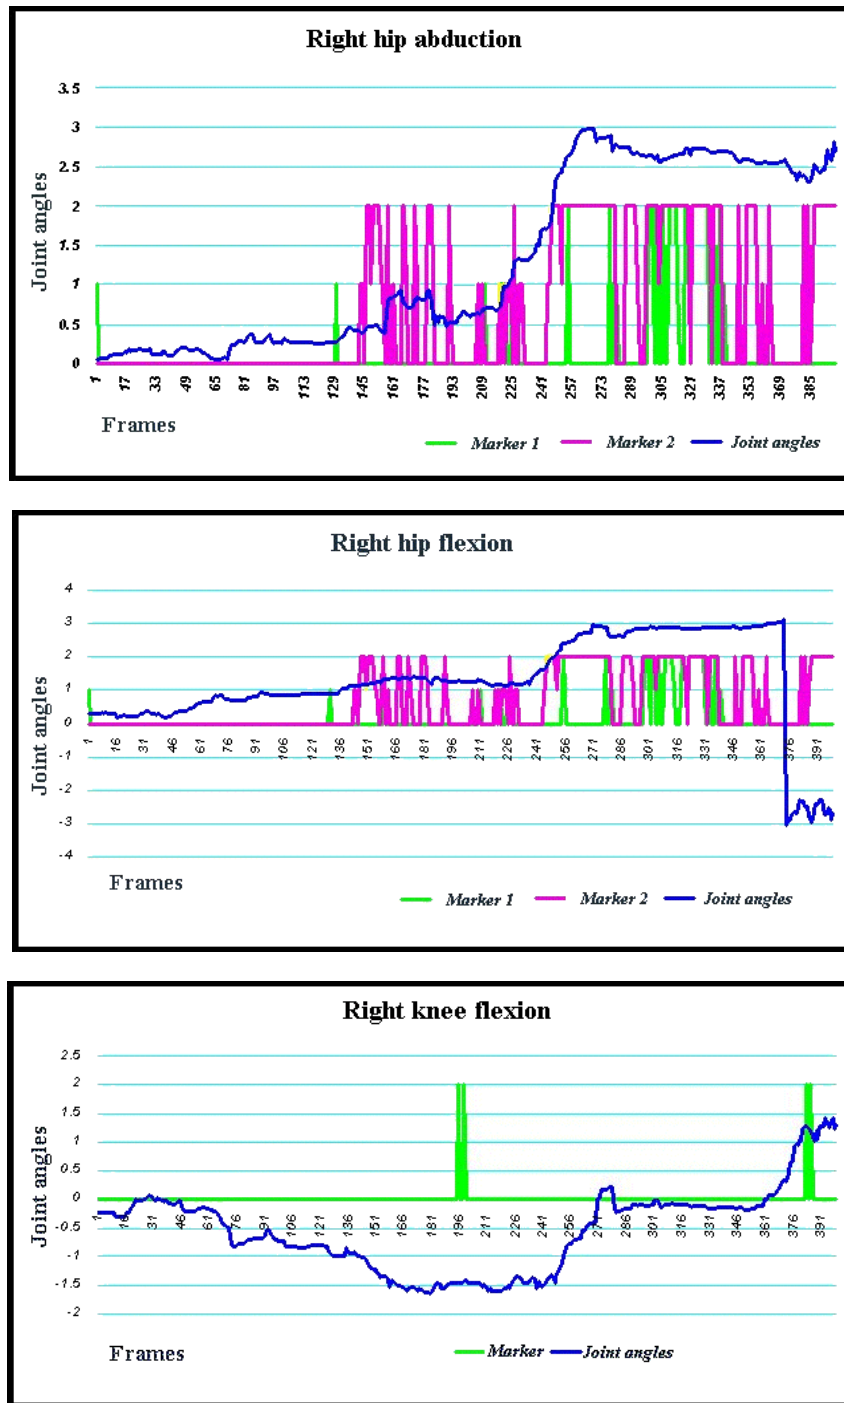 Right hip abduction
3.5
3
2.5
2
1.5
1
0.5
0
Joint angles
1 17 33 49 65 81 97 113 129 145 161 177 193 209 225 241 257 273 289 305 321 337 353 369 385
Frames
Marker 1 Marker 2 Joint angles
Right hip flexion
4
3
2
1
0
-1
-2
-3
-4
Joint angles
1 16 31 46 61 76 91 106 121 136 151 166 181 196 211 226 241 256 271 286 301 316 331 346 361 376 391
Frames
Marker 1 Marker 2 Joint angles
Right knee flexion
2.5
2
1.5
1
0.5
0
-0.5
-1
-1.5
-2
Joint angles
1 16 31 46 61 76 91 106 121 136 151 166 181 196 211 226 241 256 271 286 301 316 331 346 361 376 391
Frames
Marker Joint angles